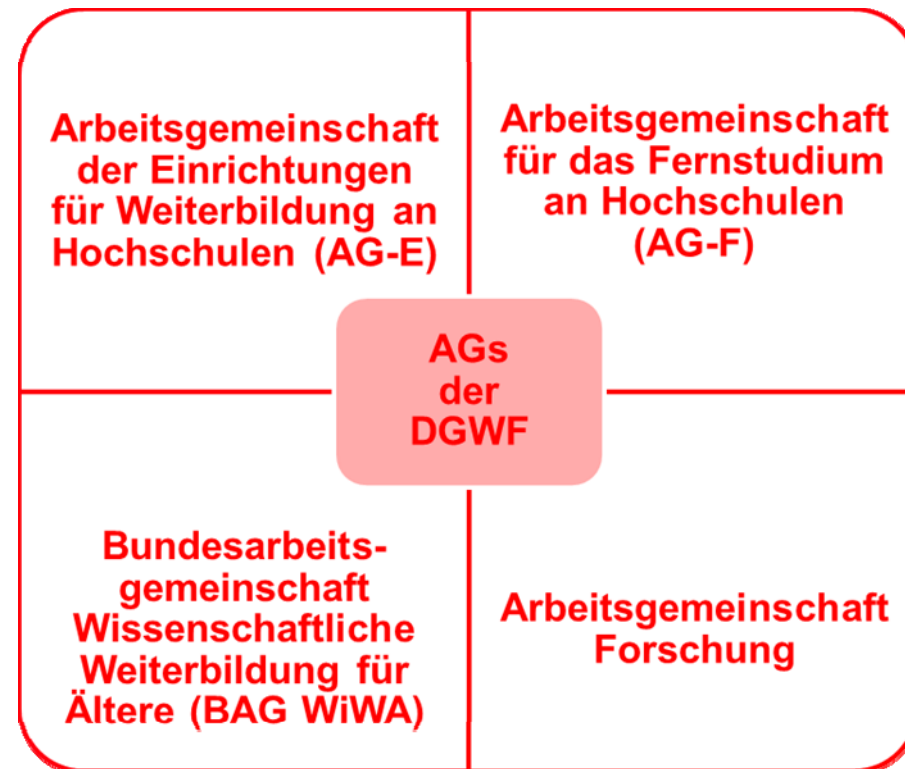 Arbeitsgemeinschaft
der Einrichtungen
für Weiterbildung an
Hochschulen (AG-E)
Arbeitsgemeinschaft
für das Fernstudium
an Hochschulen
(AG-F)
AGs
der
DGWF
Bundesarbeits-
gemeinschaft
Wissenschaftliche
Weiterbildung für
Ältere (BAG WiWA)
Arbeitsgemeinschaft
Forschung